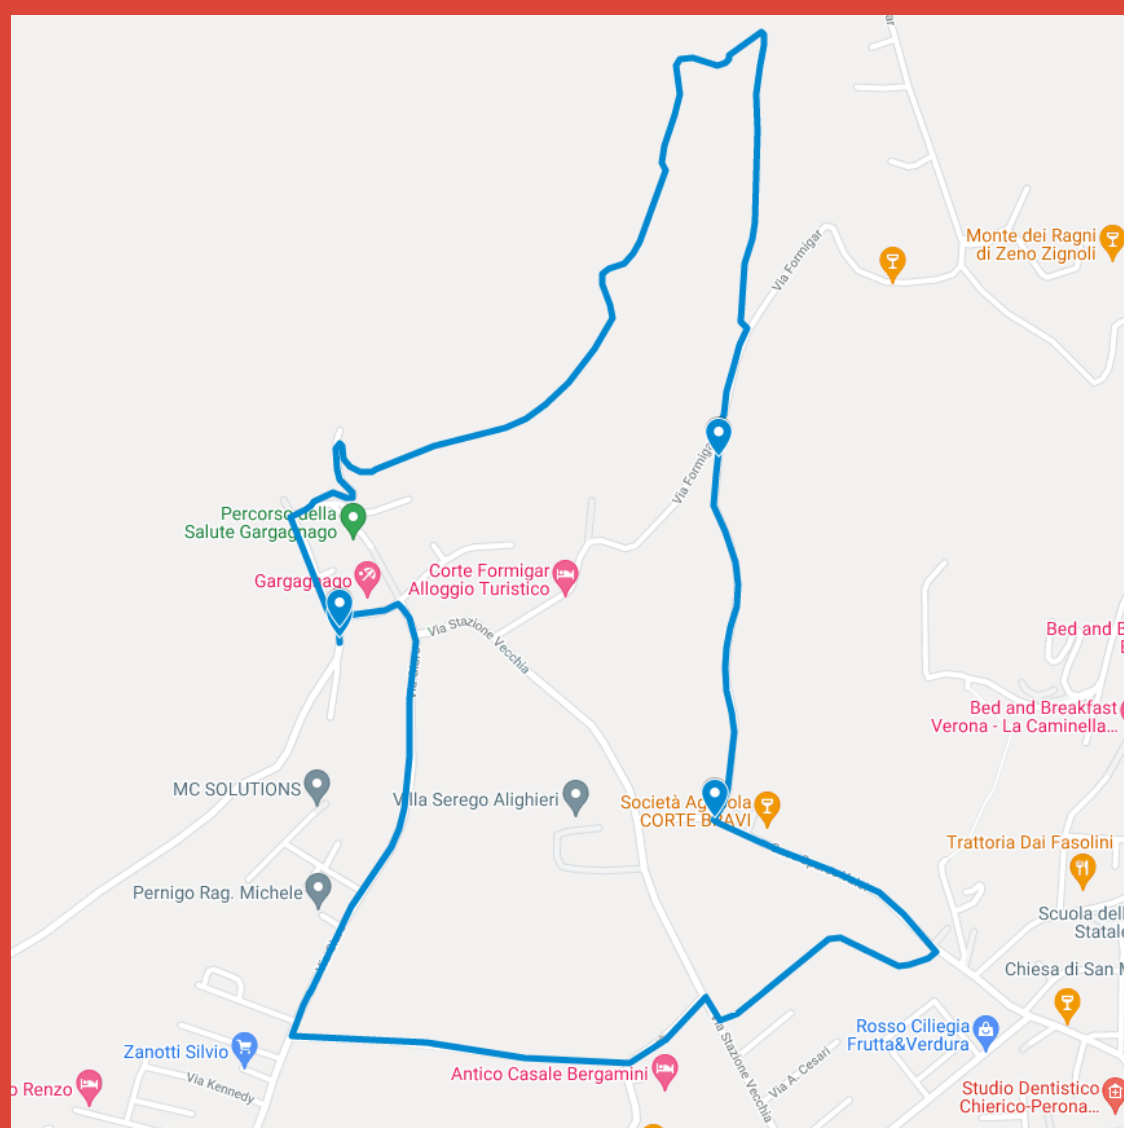 ar
Monte dei Ragni
di Zeno Zignoli
Via Formigar
Via Formigar
Percorso della
Salute Gargagnago
Gargagnago
Corte Formigar
Alloggio Turistico
Via Stazione Vecchia
Bed and B
Bed and Breakfast
Verona - La Caminella...
MC SOLUTIONS
Villa Serego Alighieri
Società Agricola
CORTE BRAVI
Trattoria Dai Fasolini
Pernigo Rag. Michele
Scuola dell
Statale
Chiesa di San M
Zanotti Silvio
Via Kennedy
o Renzo
Antico Casale Bergamini
Via Stazione Vecchia
Via A. Cesari
Rosso Ciliegia
Frutta&Verdura
Studio Dentistico
Chierico-Perona...